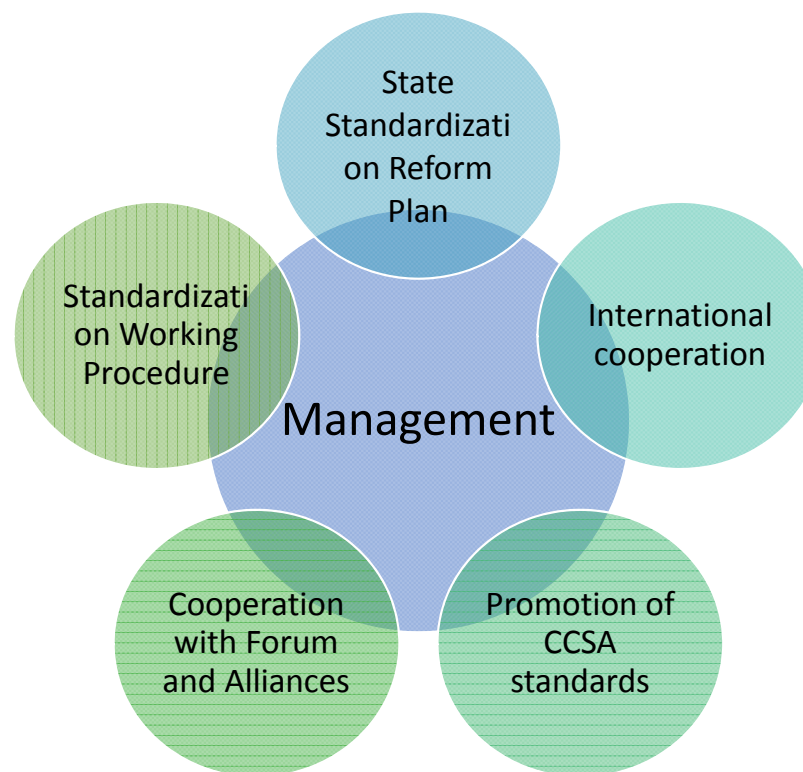 State
Standardizati
on Reform
Plan
Standardizati
on Working
Procedure
International
cooperation
Management
Cooperation
with Forum
and Alliances
Promotion of
CCSA
standards